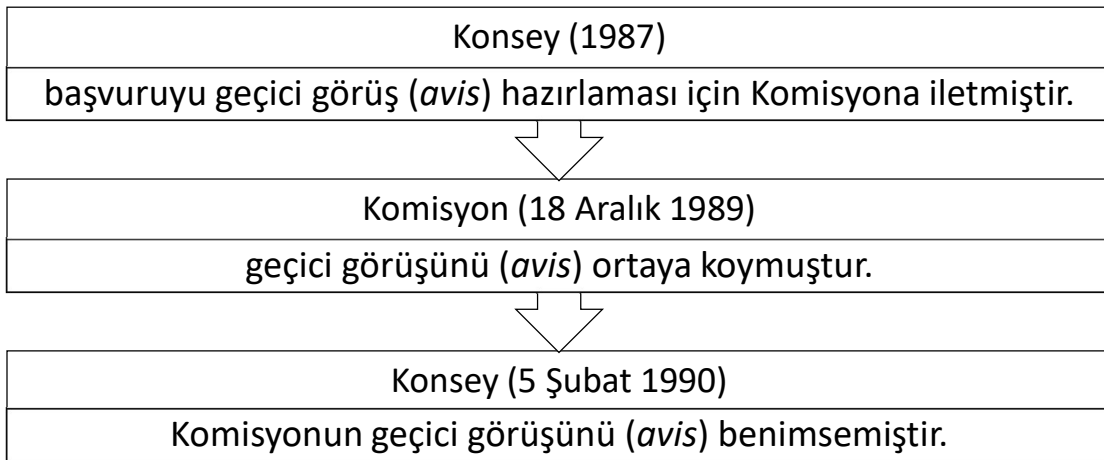 Konsey (1987)
başvuruyu geçici görüş (avis) hazırlaması için Komisyona iletmiştir.
Komisyon (18 Aralık 1989)
geçici görüşünü (avis) ortaya koymuştur.
Konsey (5 Şubat 1990)
Komisyonun geçici görüşünü (avis) benimsemiştir.